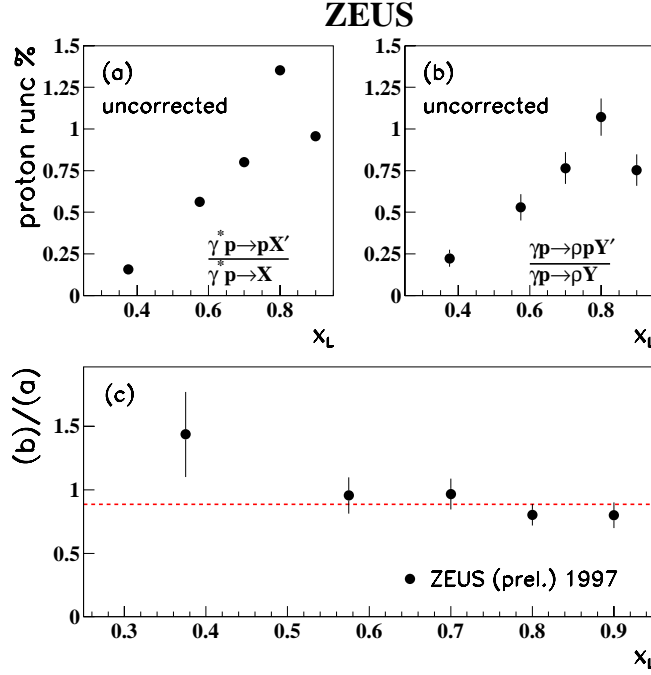 ZEUS
proton runc %
1.5
1.25
1
0.75
0.5
0.25
0
(a)
uncorrected
γ* p→pX′
γ* p→X
0.4
0.6
0.8
x_L
1.5
1.25
1
0.75
0.5
0.25
0
(b)
uncorrected
γp→ρpY′
γp→ρY
0.4
0.6
0.8
x_L
(b)/(a)
1.5
1
0.5
0
(c)
ZEUS (prel.) 1997
0.3
0.4
0.5
0.6
0.7
0.8
0.9
x_L